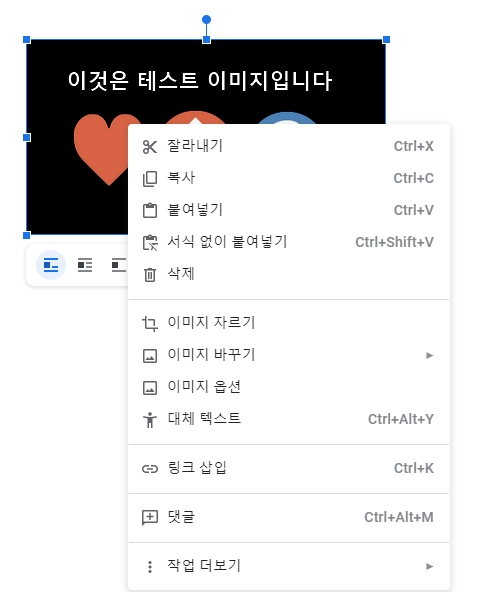 이것은 테스트 이미지입니다
잘라내기 Ctrl+X
복사 Ctrl+C
붙여넣기 Ctrl+V
서식 없이 붙여넣기 Ctrl+Shift+V
삭제
이미지 자르기
이미지 바꾸기
이미지 옵션
대체 텍스트 Ctrl+Alt+Y
링크 삽입 Ctrl+K
댓글 Ctrl+Alt+M
작업 더보기